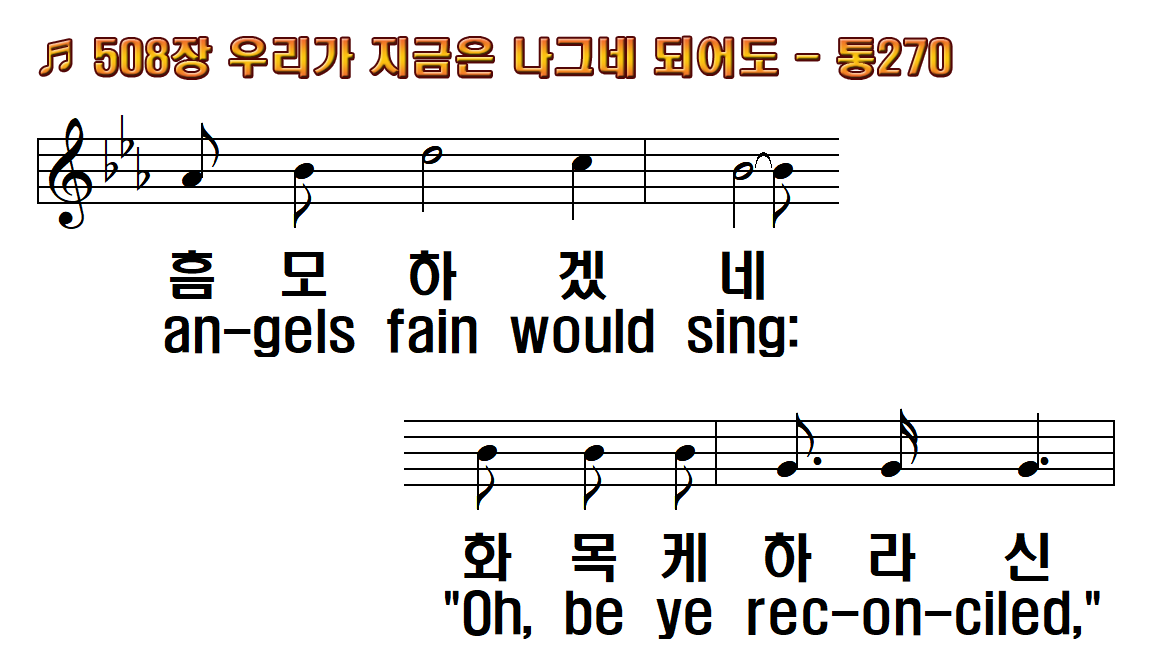 ♬ 508장 우리가 지금은 나그네 되어도 - 통270
흠 모 하 겠 네
an-gels fain would sing:
화 목 케 하 라 신
"Oh, be ye rec-on-ciled,"